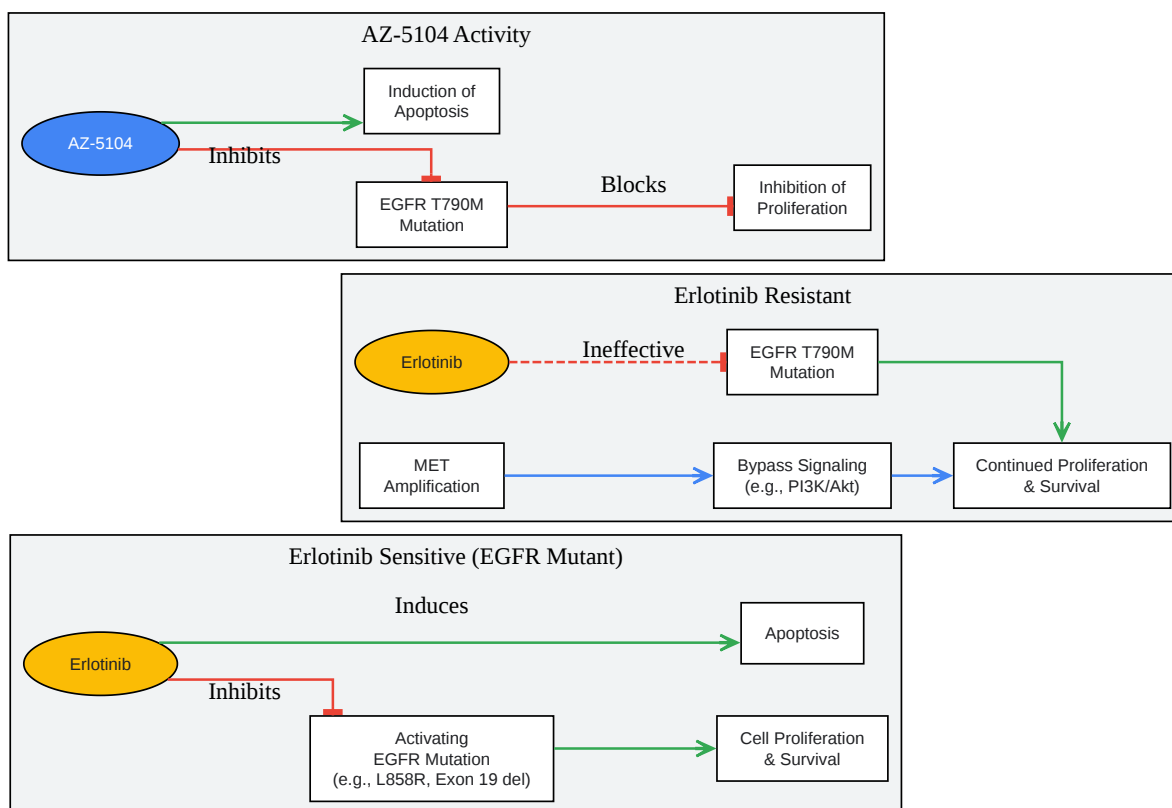 AZ-5104 Activity
Induction of
Apoptosis
AZ-5104
Inhibits
EGFR T790M
Mutation
Blocks
Inhibition of
Proliferation
Erlotinib Resistant
Erlotinib
Ineffective
EGFR T790M
Mutation
MET
Amplification
Bypass Signaling
(e.g., PI3K/Akt)
Continued Proliferation
& Survival
Erlotinib Sensitive (EGFR Mutant)
Induces
Apoptosis
Erlotinib
Inhibits
Activating
EGFR Mutation
(e.g., L858R, Exon 19 del)
Cell Proliferation
& Survival